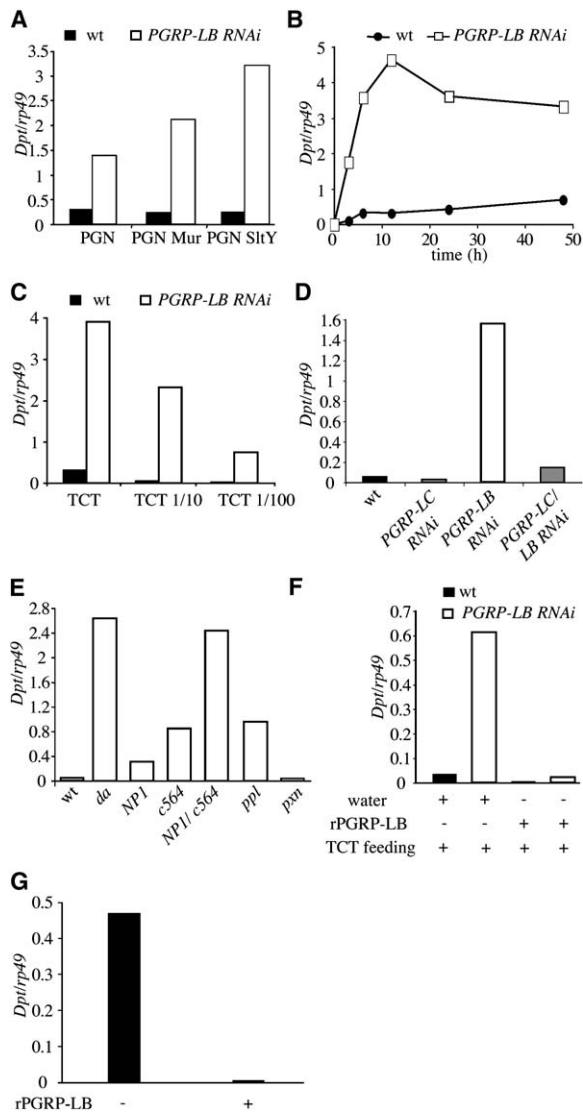 A
wt PGRP-LB RNAi
Dpt/rp49
3.5
3
2.5
2
1.5
1
0.5
0
PGN PGN Mur PGN SltY
B
wt PGRP-LB RNAi
Dpt/rp49
5
4
3
2
1
0
0 10 20 30 40 50
time (h)
C
wt PGRP-LB RNAi
Dpt/rp49
4
3
2
1
0
TCT TCT 1/10 TCT 1/100
D
Dpt/rp49
1.6
1.4
1.2
1
0.8
0.6
0.4
0.2
0
wt
PGRP-LC
RNAi
PGRP-LB
RNAi
PGRP-LC/
LB RNAi
E
Dpt/rp49
2.8
2.4
2.0
1.6
1.2
0.8
0.4
0
wt da NP1 c564 NP1/ c564 ppl pxn
F
wt
PGRP-LB RNAi
Dpt/rp49
0.7
0.6
0.5
0.4
0.3
0.2
0.1
0
water + + - -
rPGRP-LB - - + +
TCT feeding + + + +
G
Dpt/rp49
0.5
0.4
0.3
0.2
0.1
0
rPGRP-LB - +